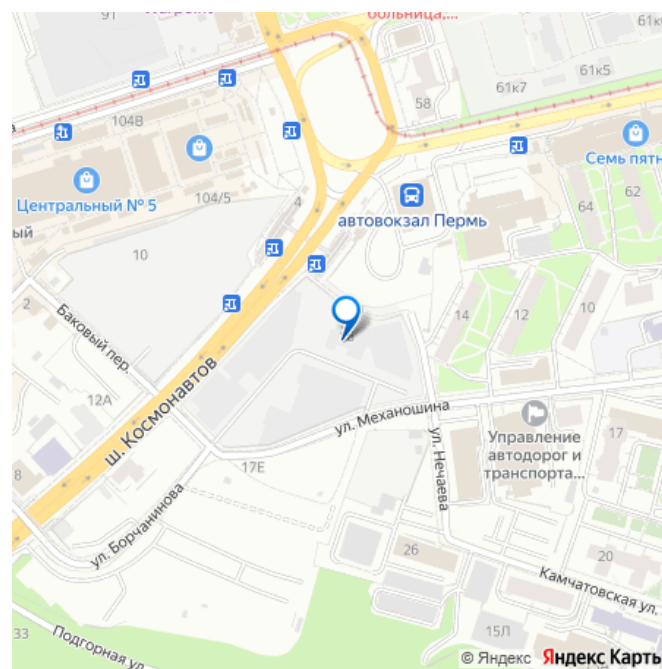 91
больница,...
61к6
61к5
61к7
58
104В
Центральный № 5
104/5
4
Семь пятн
64
62
автовокзал Пермь
ный
10
2
Баковый пер.
14
12
10
12А
ш. Космонавтов
ул. Механошина
ул. Нечаева
Управление
автодорог и
транспорта...
17
17Е
8
ул. Борчанинова
26
20
Камчатовская ул.
33
Подгорная ул.
15Л
© Яндекс Яндекс Карты